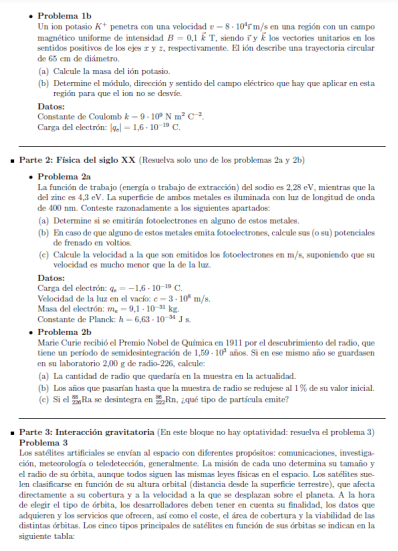 • Problema 1b
Un ion potasio K⁺ penetra con una velocidad v = 8 · 10⁴ i⃗ m/s en una región con un campo
magnético uniforme de intensidad B = 0,1 k⃗ T, siendo i⃗ y k⃗ los vectores unitarios en los
sentidos positivos de los ejes x y z, respectivamente. El ión describe una trayectoria circular
de 65 cm de diámetro.
(a) Calcule la masa del ión potasio.
(b) Determine el módulo, dirección y sentido del campo eléctrico que hay que aplicar en esta
región para que el ion no se desvíe.
Datos:
Constante de Coulomb k = 9 · 10⁹ N m² C⁻².
Carga del electrón: |qₑ| = 1,6 · 10⁻¹⁹ C.
■ Parte 2: Física del siglo XX (Resuelva solo uno de los problemas 2a y 2b)
• Problema 2a
La función de trabajo (energía o trabajo de extracción) del sodio es 2,28 eV, mientras que la
del zinc es 4,3 eV. La superficie de ambos metales es iluminada con luz de longitud de onda
de 400 nm. Conteste razonadamente a los siguientes apartados:
(a) Determine si se emitirán fotoelectrones en alguno de estos metales.
(b) En caso de que alguno de estos metales emita fotoelectrones, calcule sus (o su) potenciales
de frenado en voltios.
(c) Calcule la velocidad a la que son emitidos los fotoelectrones en m/s, suponiendo que su
velocidad es mucho menor que la de la luz.
Datos:
Carga del electrón: qₑ = −1,6 · 10⁻¹⁹ C.
Velocidad de la luz en el vacío: c = 3 · 10⁸ m/s.
Masa del electrón: mₑ = 9,1 · 10⁻³¹ kg.
Constante de Planck: h = 6,63 · 10⁻³⁴ J s.
• Problema 2b
Marie Curie recibió el Premio Nobel de Química en 1911 por el descubrimiento del radio, que
tiene un período de semidesintegración de 1,59 · 10³ años. Si en ese mismo año se guardasen
en su laboratorio 2,00 g de radio-226, calcule:
(a) La cantidad de radio que quedaría en la muestra en la actualidad.
(b) Los años que pasarían hasta que la muestra de radio se redujese al 1 % de su valor inicial.
(c) Si el ⁸⁸₂₂₆Ra se desintegra en ⁸⁶₂₂₂Rn, ¿qué tipo de partícula emite?
■ Parte 3: Interacción gravitatoria (En este bloque no hay optatividad: resuelva el problema 3)
Problema 3
Los satélites artificiales se envían al espacio con diferentes propósitos: comunicaciones, investiga-
ción, meteorología o teledetección, generalmente. La misión de cada uno determina su tamaño y
el radio de su órbita, aunque todos siguen las mismas leyes físicas en el espacio. Los satélites sue-
len clasificarse en función de su altura orbital (distancia desde la superficie terrestre), que afecta
directamente a su cobertura y a la velocidad a la que se desplazan sobre el planeta. A la hora
de elegir el tipo de órbita, los desarrolladores deben tener en cuenta su finalidad, los datos que
adquieren y los servicios que ofrecen, así como el coste, el área de cobertura y la viabilidad de las
distintas órbitas. Los cinco tipos principales de satélites en función de sus órbitas se indican en la
siguiente tabla: